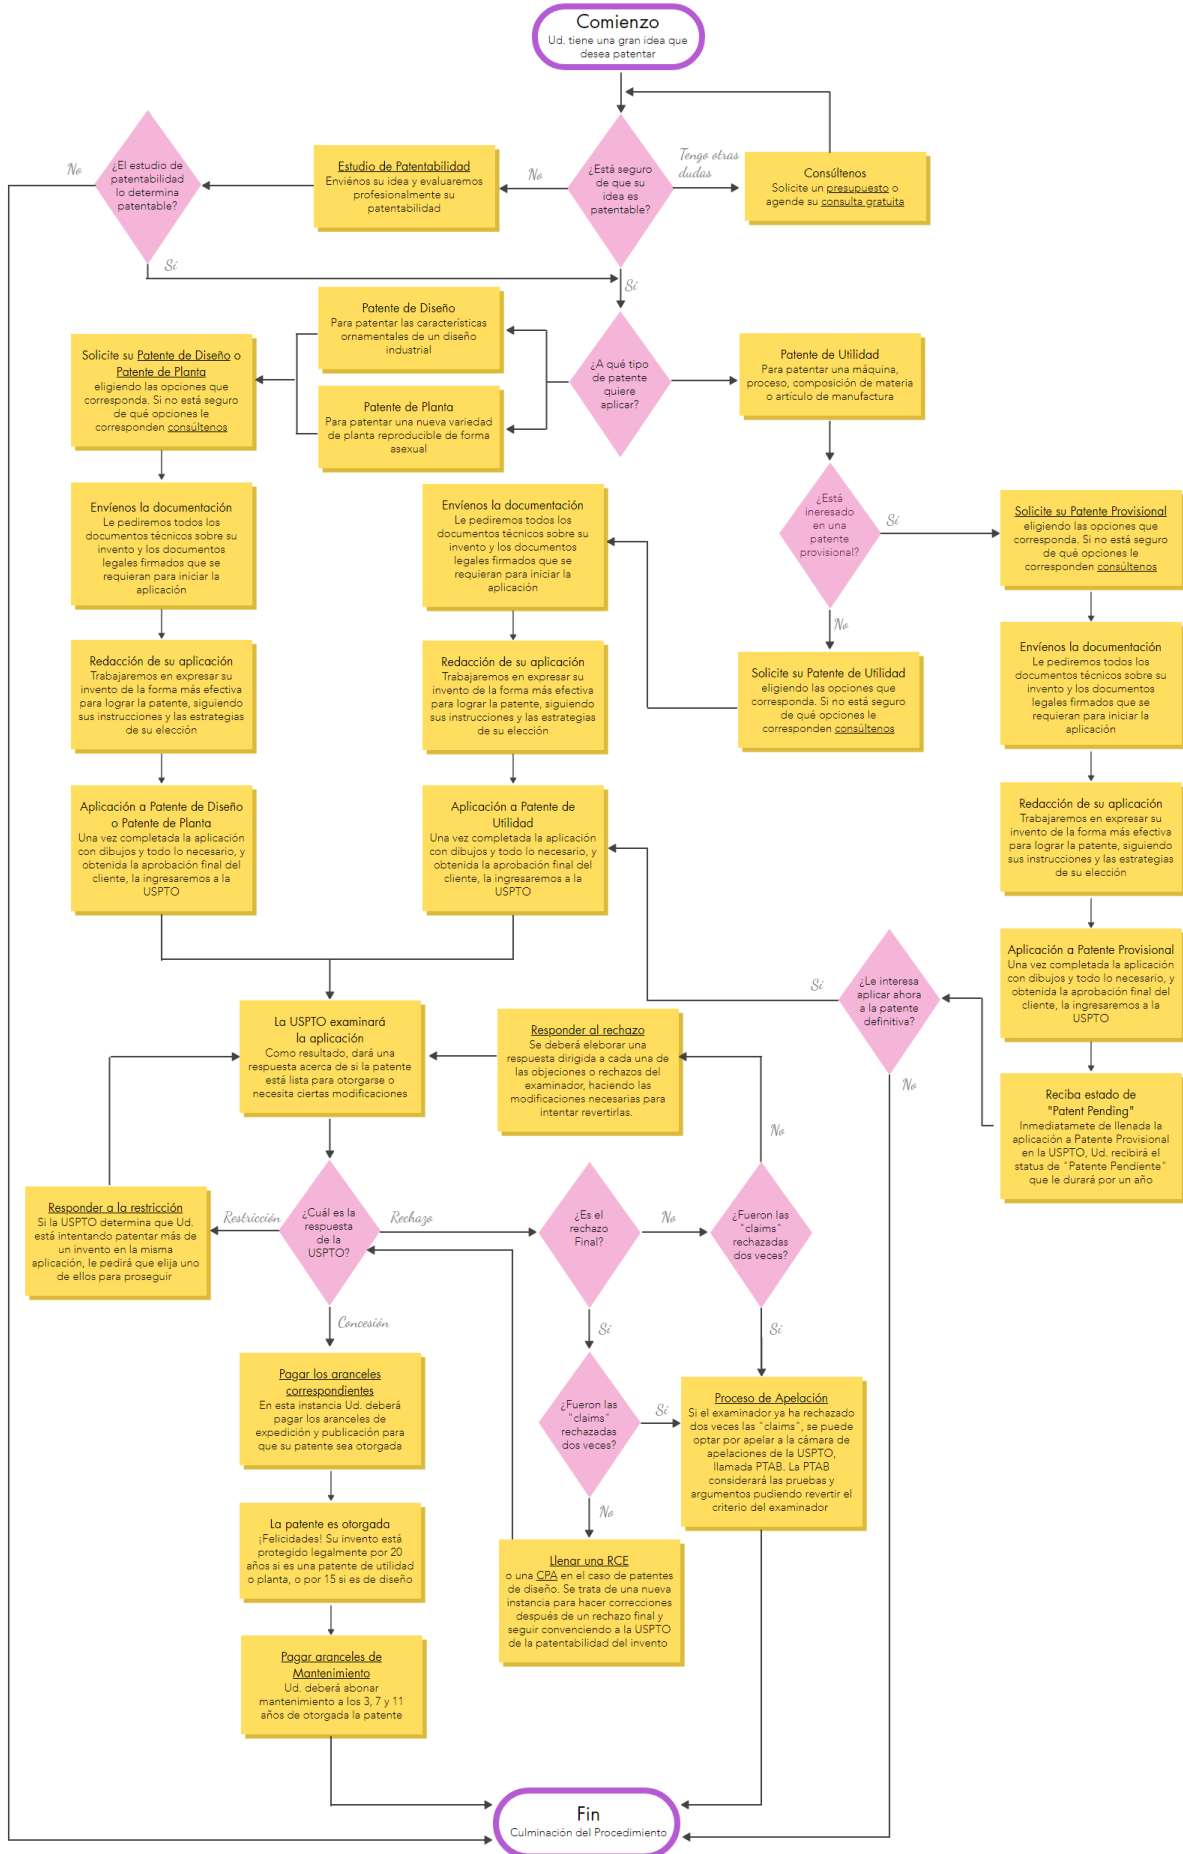 Comienzo
Ud. tiene una gran idea que
desea patentar
¿El estudio de
patentabilidad
lo determina
patentable?
No
Estudio de Patentabilidad
Enviénos su idea y evaluaremos
profesionalmente su
patentabilidad
No
¿Está seguro
de que su
idea es
patentable?
Tengo otras
dudas
Consúltenos
Solicite un presupuesto o
agende su consulta gratuita
Si
Si
Patente de Diseño
Para patentar las características
ornamentales de un diseño
industrial
¿A qué tipo
de patente
quiere
aplicar?
Patente de Utilidad
Para patentar una máquina,
proceso, composición de materia
o artículo de manufactura
Solicite su Patente de Diseño o
Patente de Planta
eligiendo las opciones que
corresponda. Si no está seguro
de qué opciones le
corresponden consúltenos
Patente de Planta
Para patentar una nueva variedad
de planta reproducible de forma
asexual
¿Está
ineresado
en una
patente
provisional?
Si
No
Solicite su Patente Provisional
eligiendo las opciones que
corresponda. Si no está seguro
de qué opciones le
corresponden consúltenos
Envíenos la documentación
Le pediremos todos los
documentos técnicos sobre su
invento y los documentos
legales firmados que se
requieran para iniciar la
aplicación
Envíenos la documentación
Le pediremos todos los
documentos técnicos sobre su
invento y los documentos
legales firmados que se
requieran para iniciar la
aplicación
Solicite su Patente de Utilidad
eligiendo las opciones que
corresponda. Si no está seguro
de qué opciones le
corresponden consúltenos
Envíenos la documentación
Le pediremos todos los
documentos técnicos sobre su
invento y los documentos
legales firmados que se
requieran para iniciar la
aplicación
Redacción de su aplicación
Trabajaremos en expresar su
invento de la forma más efectiva
para lograr la patente, siguiendo
sus instrucciones y las estrategias
de su elección
Redacción de su aplicación
Trabajaremos en expresar su
invento de la forma más efectiva
para lograr la patente, siguiendo
sus instrucciones y las estrategias
de su elección
Redacción de su aplicación
Trabajaremos en expresar su
invento de la forma más efectiva
para lograr la patente, siguiendo
sus instrucciones y las estrategias
de su elección
Aplicación a Patente de Diseño
o Patente de Planta
Una vez completada la aplicación
con dibujos y todo lo necesario, y
obtenida la aprobación final del
cliente, la ingresaremos a la
USPTO
Aplicación a Patente de
Utilidad
Una vez completada la aplicación
con dibujos y todo lo necesario, y
obtenida la aprobación final del
cliente, la ingresaremos a la
USPTO
Aplicación a Patente Provisional
Una vez completada la aplicación
con dibujos y todo lo necesario, y
obtenida la aprobación final del
cliente, la ingresaremos a la
USPTO
Si
¿Le interesa
aplicar ahora
a la patente
definitiva?
No
Reciba estado de
"Patent Pending"
Inmediatamete de llenada la
aplicación a Patente Provisional
en la USPTO, Ud. recibirá el
status de "Patente Pendiente"
que le durará por un año
La USPTO examinará
la aplicación
Como resultado, dará una
respuesta acerca de si la patente
está lista para otorgarse o
necesita ciertas modificaciones
Responder al rechazo
Se deberá elaborar una
respuesta dirigida a cada una de
las objeciones o rechazos del
examinador, haciendo las
modificaciones necesarias para
intentar revertirlas.
No
Responder a la restricción
Si la USPTO determina que Ud.
está intentando patentar más de
de un invento en la misma
aplicación, le pedirá que elija uno
de ellos para proseguir
Restricción
¿Cuál es la
respuesta
de la
USPTO?
Rechazo
¿Es el
rechazo
Final?
No
¿Fueron las
"claims"
rechazadas
dos veces?
Concesión
Si
Si
Pagar los aranceles
correspondientes
En esta instancia Ud. deberá
pagar los aranceles de
expedición y publicación para
que su patente sea otorgada
¿Fueron las
"claims"
rechazadas
dos veces?
Si
Proceso de Apelación
Si el examinador ya ha rechazado
dos veces las "claims", se puede
optar por apelar a la cámara de
apelaciones de la USPTO,
llamada PTAB. La PTAB
considerará las pruebas y
argumentos pudiendo revertir el
criterio del examinador
No
La patente es otorgada
¡Felicidades! Su invento está
protegido legalmente por 20
años si es una patente de utilidad
o planta, o por 15 si es de diseño
Llenar una RCE
o una CPA en el caso de patentes
de diseño. Se trata de una nueva
instancia para hacer correcciones
después de un rechazo final y
seguir convenciendo a la USPTO
de la patentabilidad del invento
Pagar aranceles de
Mantenimiento
Ud. deberá abonar
mantenimiento a los 3, 7 y 11
años de otorgada la patente
Fin
Culminación del Procedimiento